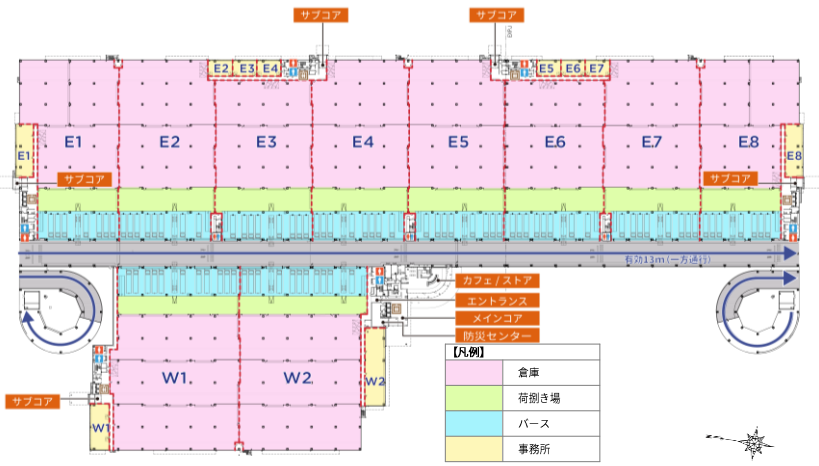 サブコア
サブコア
E2 E3 E4
E5 E6 E7
E1 E2 E3 E4 E5 E6 E7 E8
E1
E8
サブコア
サブコア
有効13m(一方通行)
カフェ/ストア
エントランス
メインコア
防災センター
【凡例】
倉庫
荷捌き場
バース
事務所
W1 W2
W2
サブコア
W1